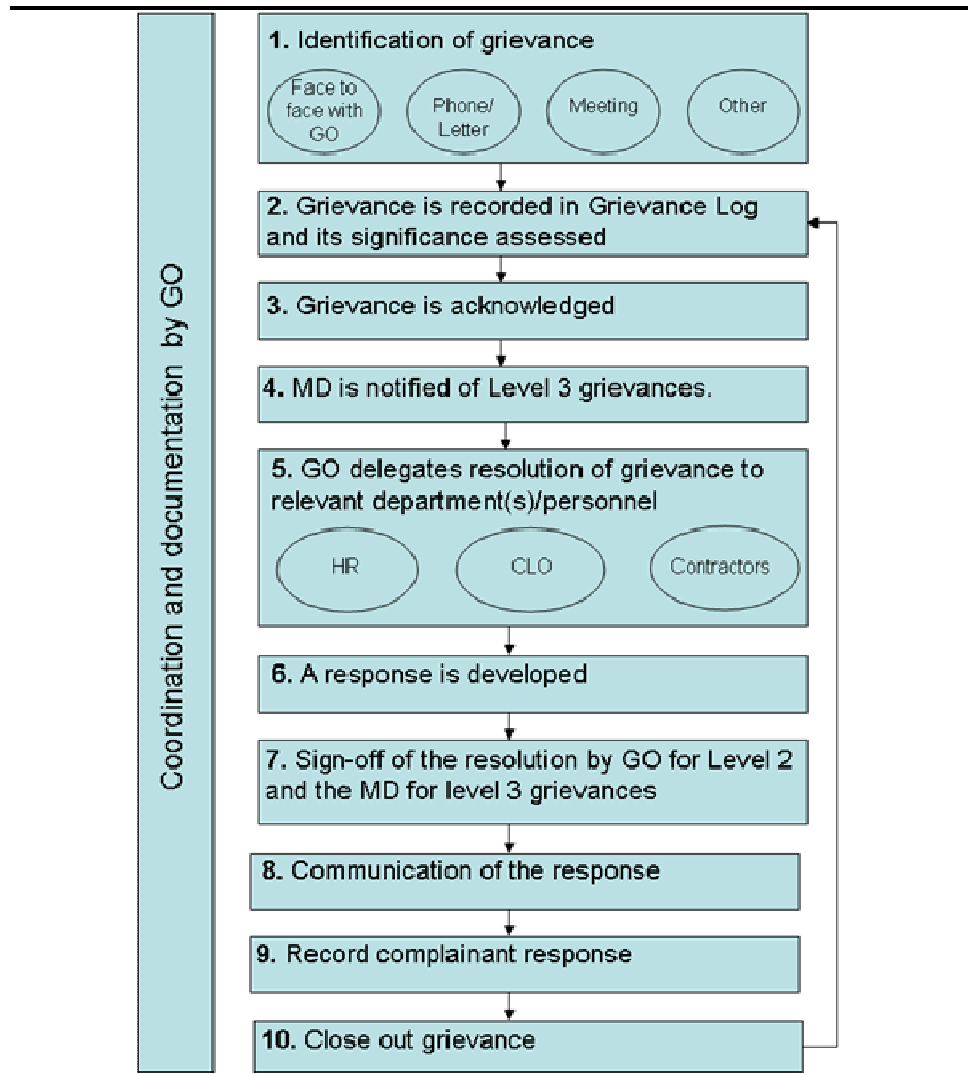 Coordination and documentation by GO
1. Identification of grievance
Face to
face with
GO
Phone/
Letter
Meeting
Other
2. Grievance is recorded in Grievance Log
and its significance assessed
3. Grievance is acknowledged
4. MD is notified of Level 3 grievances.
5. GO delegates resolution of grievance to
relevant department(s)/personnel
HR
CLO
Contractors
6. A response is developed
7. Sign-off of the resolution by GO for Level 2
and the MD for level 3 grievances
8. Communication of the response
9. Record complainant response
10. Close out grievance